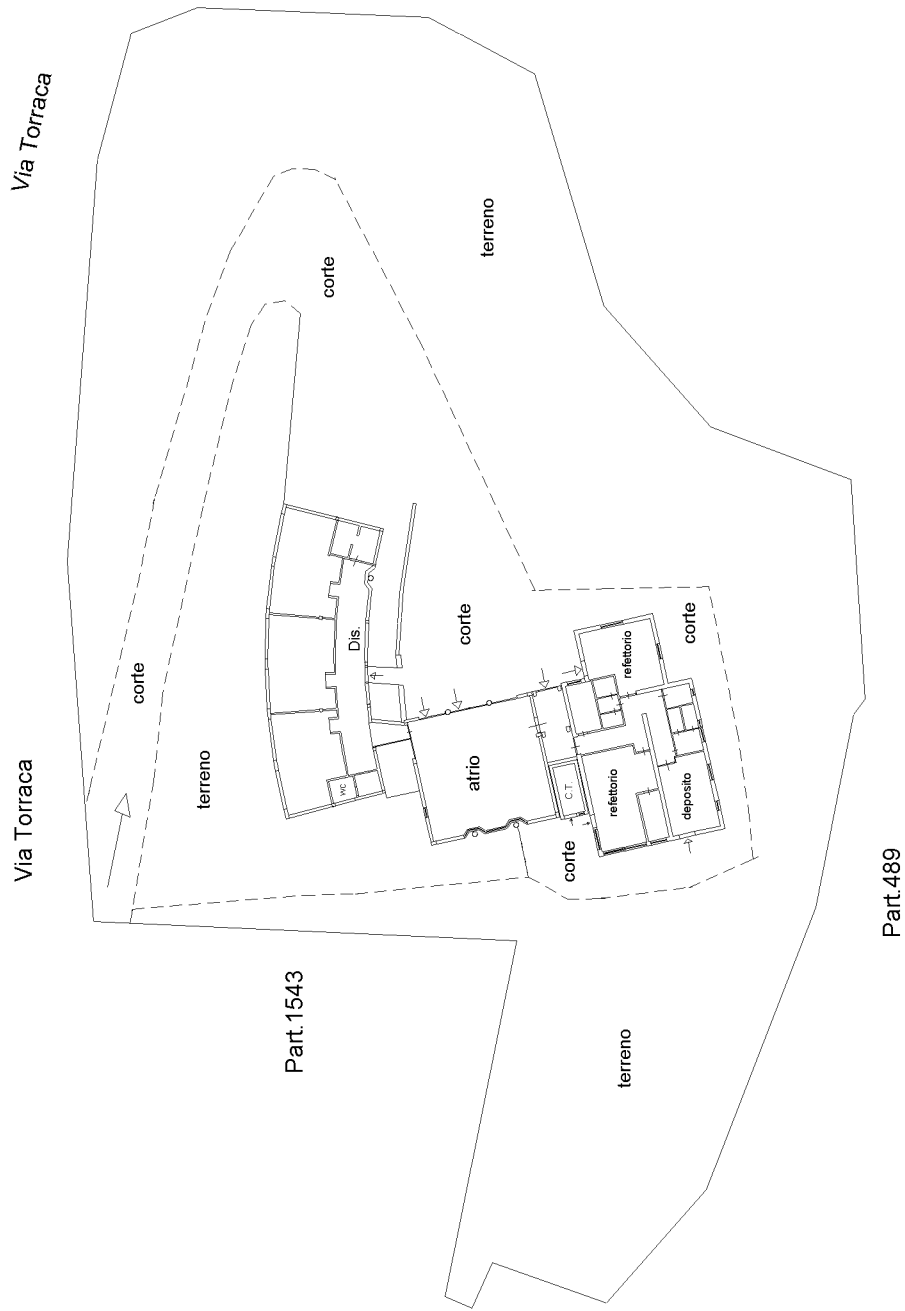 Via Torraca
Via Torraca
terreno
corte
corte
terreno
Dis.
WC
corte
atrio
refettorio
corte
C.T.
refettorio
deposito
corte
Part.1543
Part.489
terreno